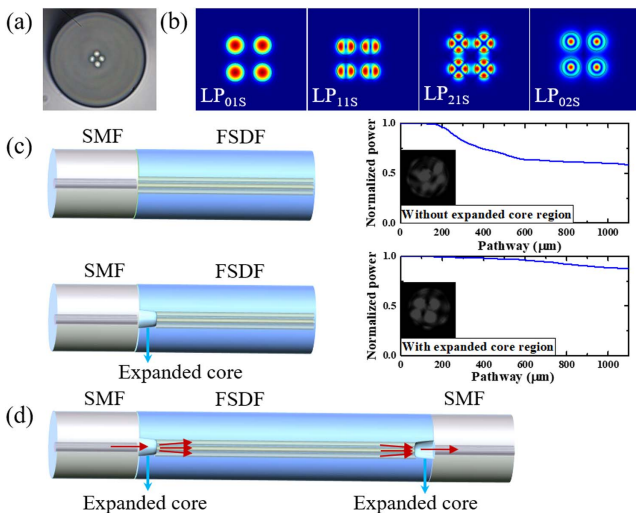 (a)
(b)
LP01S
LP11S
LP21S
LP02S
(c)
SMF FSDF
Normalized power
1.0
0.5
0.0
Without expanded core region
0 200 400 600 800 1000
Pathway (μm)
SMF FSDF
Expanded core
Normalized power
1.0
0.5
0.0
With expanded core region
0 200 400 600 800 1000
Pathway (μm)
(d)
SMF FSDF SMF
Expanded core Expanded core